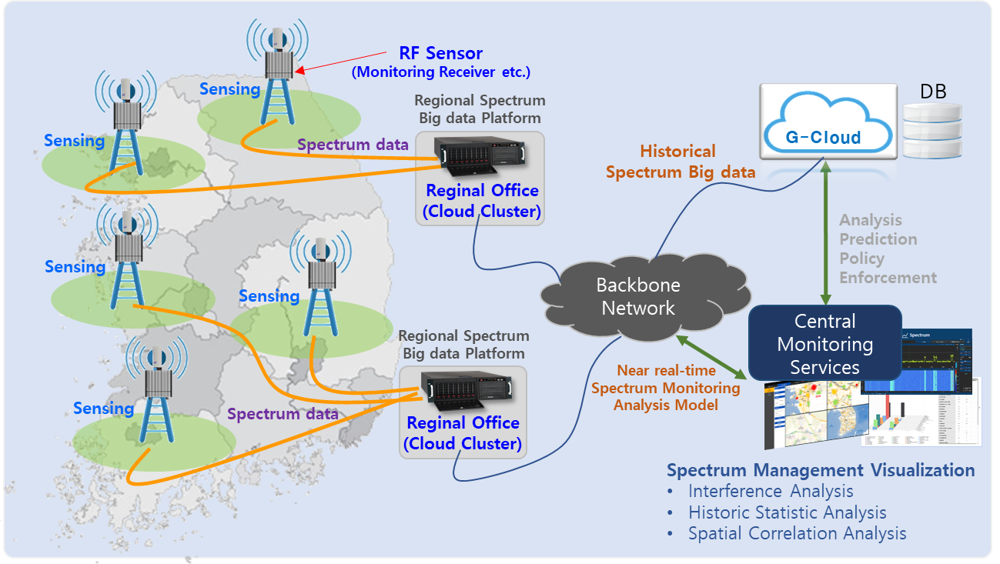 RF Sensor
(Monitoring Receiver etc.)
Sensing
Sensing
Regional Spectrum
Big data Platform
Spectrum data
Reginal Office
(Cloud Cluster)
DB
G-Cloud
Historical
Spectrum Big data
Analysis
Prediction
Policy
Enforcement
Sensing
Sensing
Backbone
Network
Central
Monitoring
Services
Regional Spectrum
Big data Platform
Near real-time
Spectrum Monitoring
Analysis Model
Spectrum
Sensing
Spectrum data
Reginal Office
(Cloud Cluster)
Spectrum Management Visualization
• Interference Analysis
• Historic Statistic Analysis
• Spatial Correlation Analysis